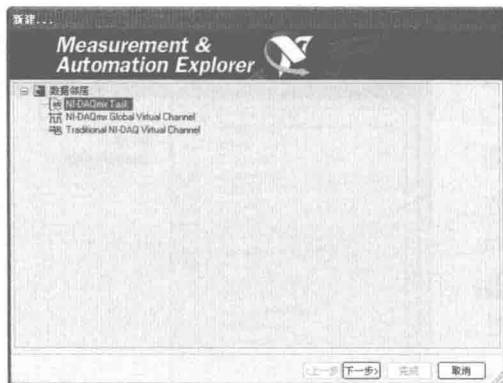 新建...
Measurement &
Automation Explorer
数据邻居
NI-DAQmx Task
NI-DAQmx Global Virtual Channel
Traditional NI-DAQ Virtual Channel
<上一步 下一步> 完成 取消